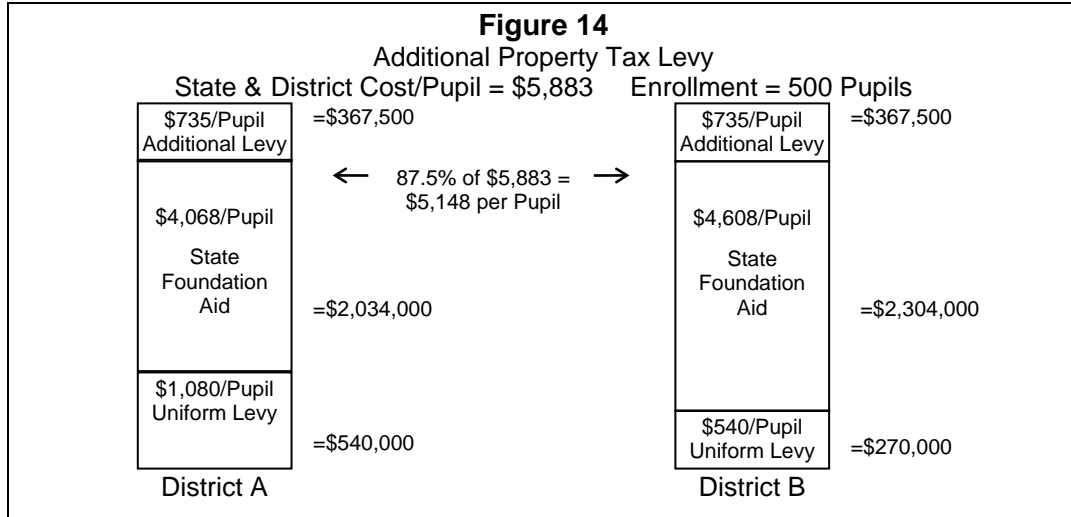 Figure 14
Additional Property Tax Levy
State & District Cost/Pupil = $5,883 Enrollment = 500 Pupils
$735/Pupil
Additional Levy
=$367,500
$4,068/Pupil
State
Foundation
Aid
=$2,034,000
$1,080/Pupil
Uniform Levy
=$540,000
District A
← 87.5% of $5,883 = →
$5,148 per Pupil
$735/Pupil
Additional Levy
=$367,500
$4,608/Pupil
State
Foundation
Aid
=$2,304,000
$540/Pupil
Uniform Levy
=$270,000
District B